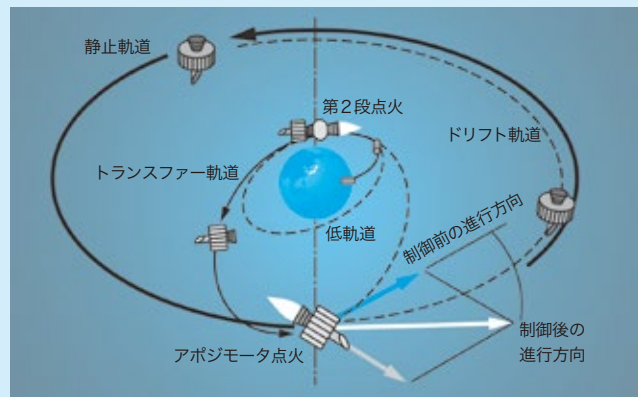 静止軌道
第2段点火
ドリフト軌道
トランスファー軌道
低軌道
制御前の進行方向
制御後の
進行方向
アポジモータ点火